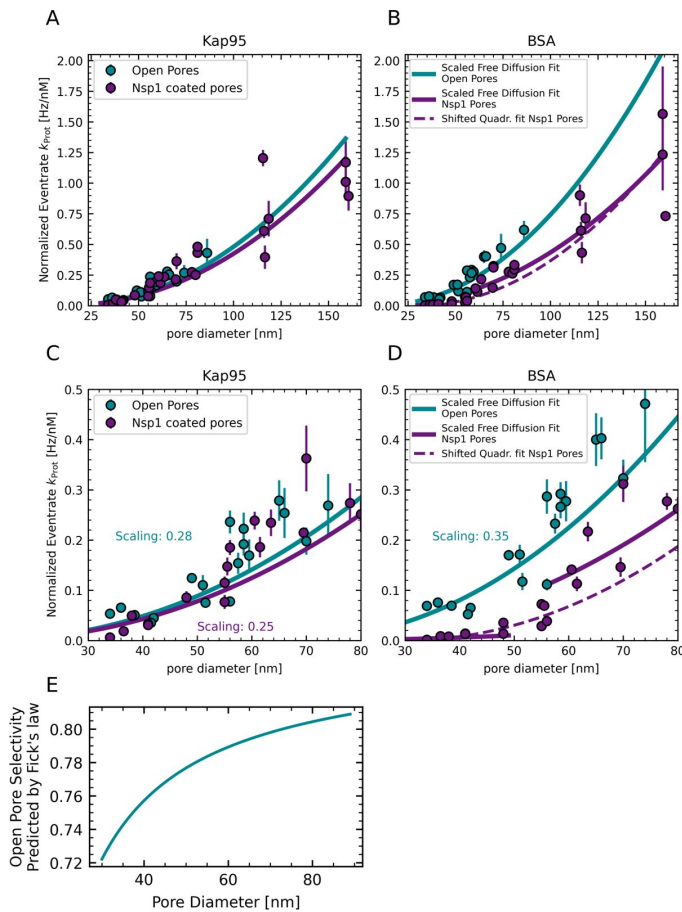 A
B
Kap95
BSA
Normalized Eventrate kProt [Hz/nM]
2.00
1.75
1.50
1.25
1.00
0.75
0.50
0.25
0.00
Open Pores
Nsp1 coated pores
25 50 75 100 125 150
pore diameter [nm]
2.00
1.75
1.50
1.25
1.00
0.75
0.50
0.25
0.00
Scaled Free Diffusion Fit
Open Pores
Scaled Free Diffusion Fit
Nsp1 Pores
Shifted Quadr. fit Nsp1 Pores
25 50 75 100 125 150
pore diameter [nm]
C
D
Kap95
BSA
Normalized Eventrate kProt [Hz/nM]
0.5
0.4
0.3
0.2
0.1
0.0
Open Pores
Nsp1 coated pores
Scaling: 0.28
Scaling: 0.25
30 40 50 60 70 80
pore diameter [nm]
0.5
0.4
0.3
0.2
0.1
0.0
Scaled Free Diffusion Fit
Open Pores
Scaled Free Diffusion Fit
Nsp1 Pores
Shifted Quadr. fit Nsp1 Pores
Scaling: 0.35
30 40 50 60 70 80
pore diameter [nm]
E
Open Pore Selectivity
Predicted by Fick's law
0.80
0.78
0.76
0.74
0.72
40 60 80
Pore Diameter [nm]